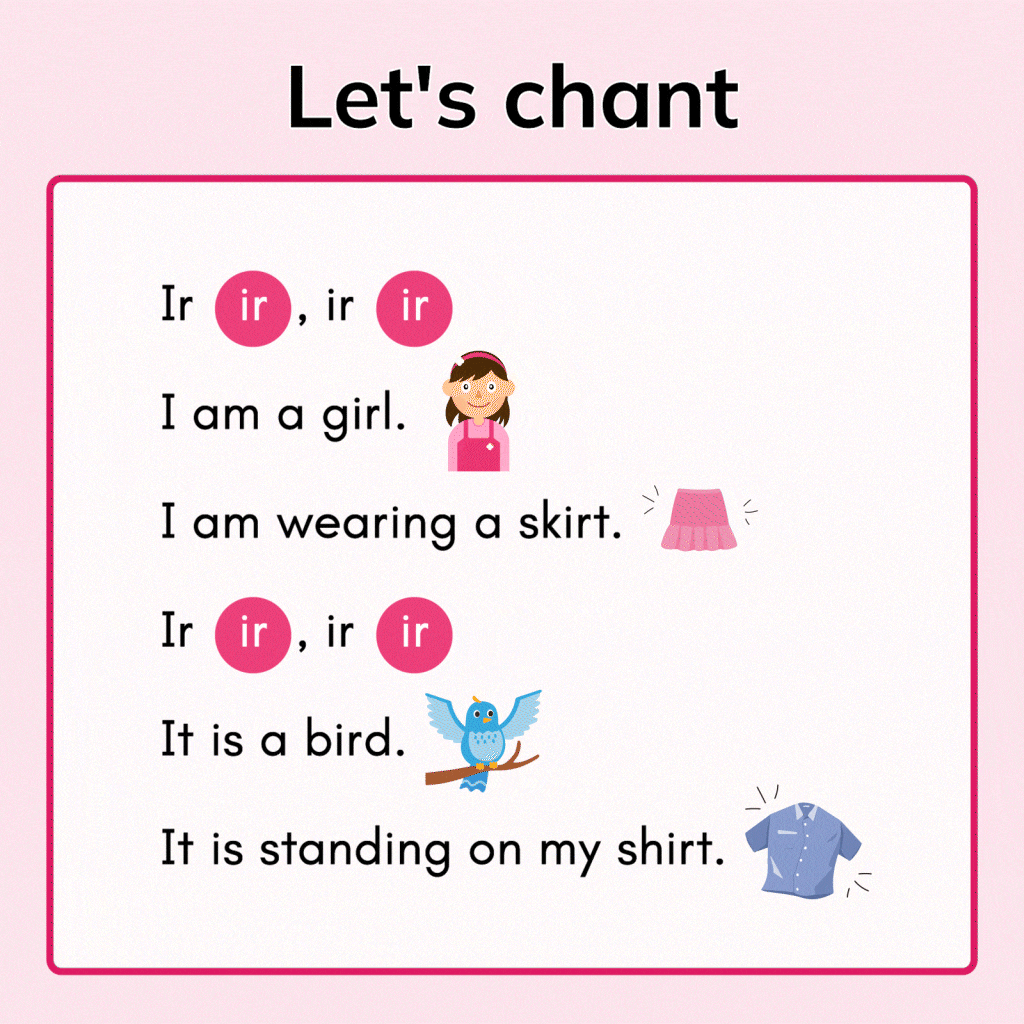 Let's chant
Ir ir, ir ir
I am a girl.
I am wearing a skirt.
Ir ir, ir ir
It is a bird.
It is standing on my shirt.